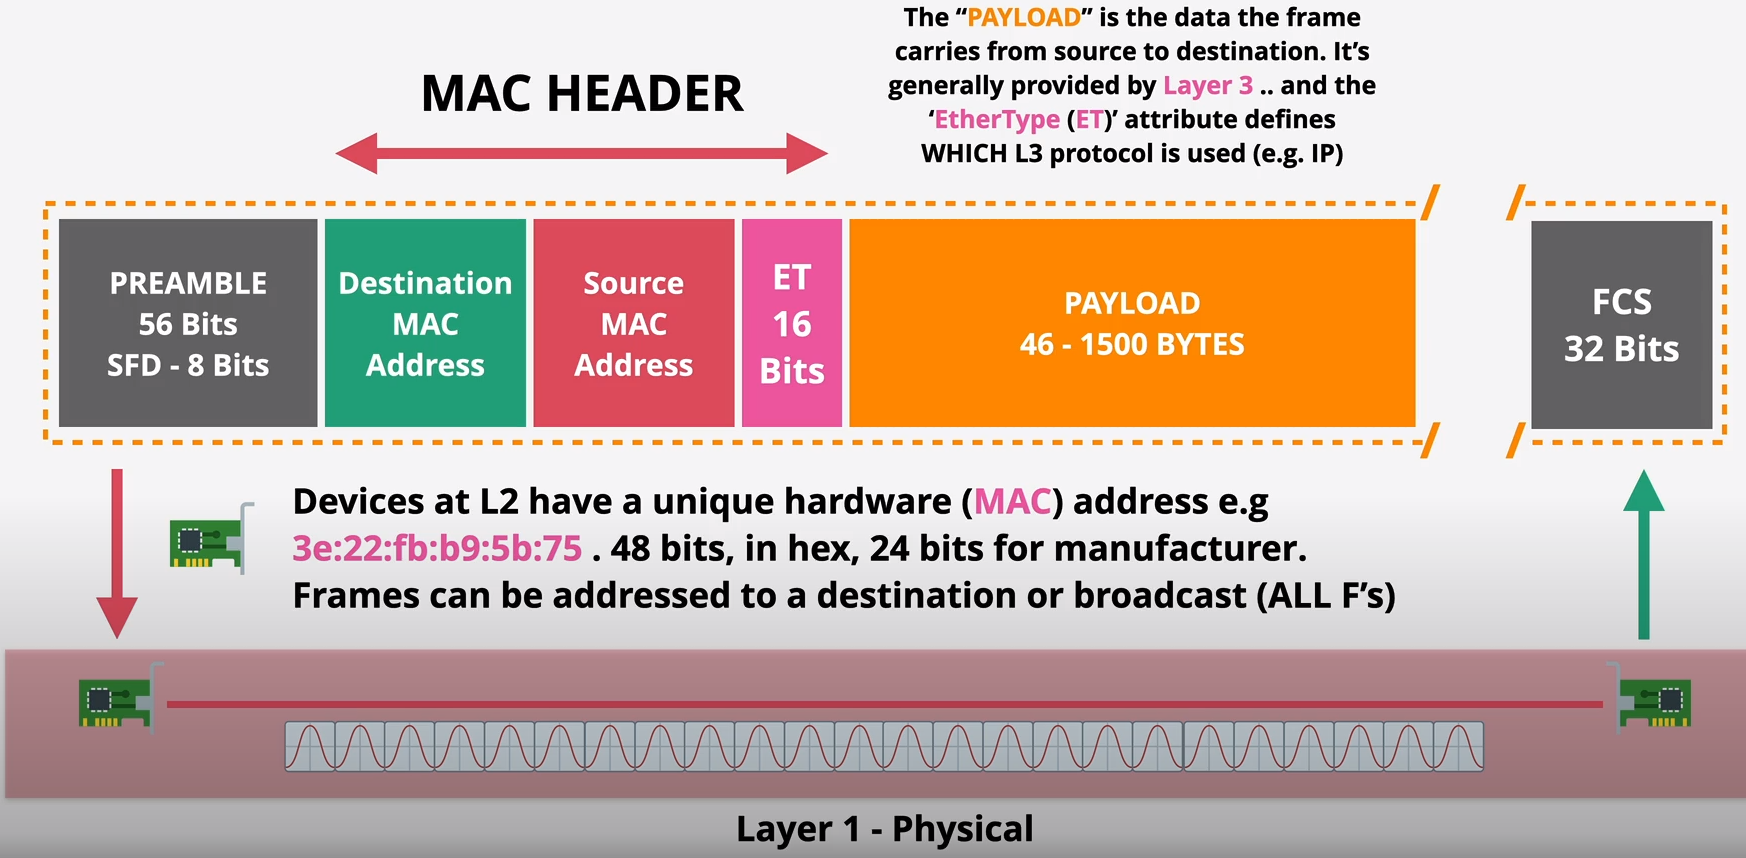 The “PAYLOAD” is the data the frame
carries from source to destination. It’s
generally provided by Layer 3 .. and the
‘EtherType (ET)’ attribute defines
WHICH L3 protocol is used (e.g. IP)
MAC HEADER
PREAMBLE
56 Bits
SFD - 8 Bits
Destination
MAC
Address
Source
MAC
Address
ET
16
Bits
PAYLOAD
46 - 1500 BYTES
FCS
32 Bits
Devices at L2 have a unique hardware (MAC) address e.g
3e:22:fb:b9:5b:75 . 48 bits, in hex, 24 bits for manufacturer.
Frames can be addressed to a destination or broadcast (ALL F’s)
Layer 1 - Physical